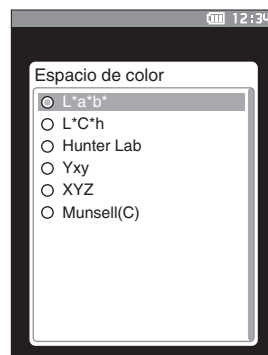 12:34
Espacio de color
L*a*b*
L*C*h
Hunter Lab
Yxy
XYZ
Munsell(C)